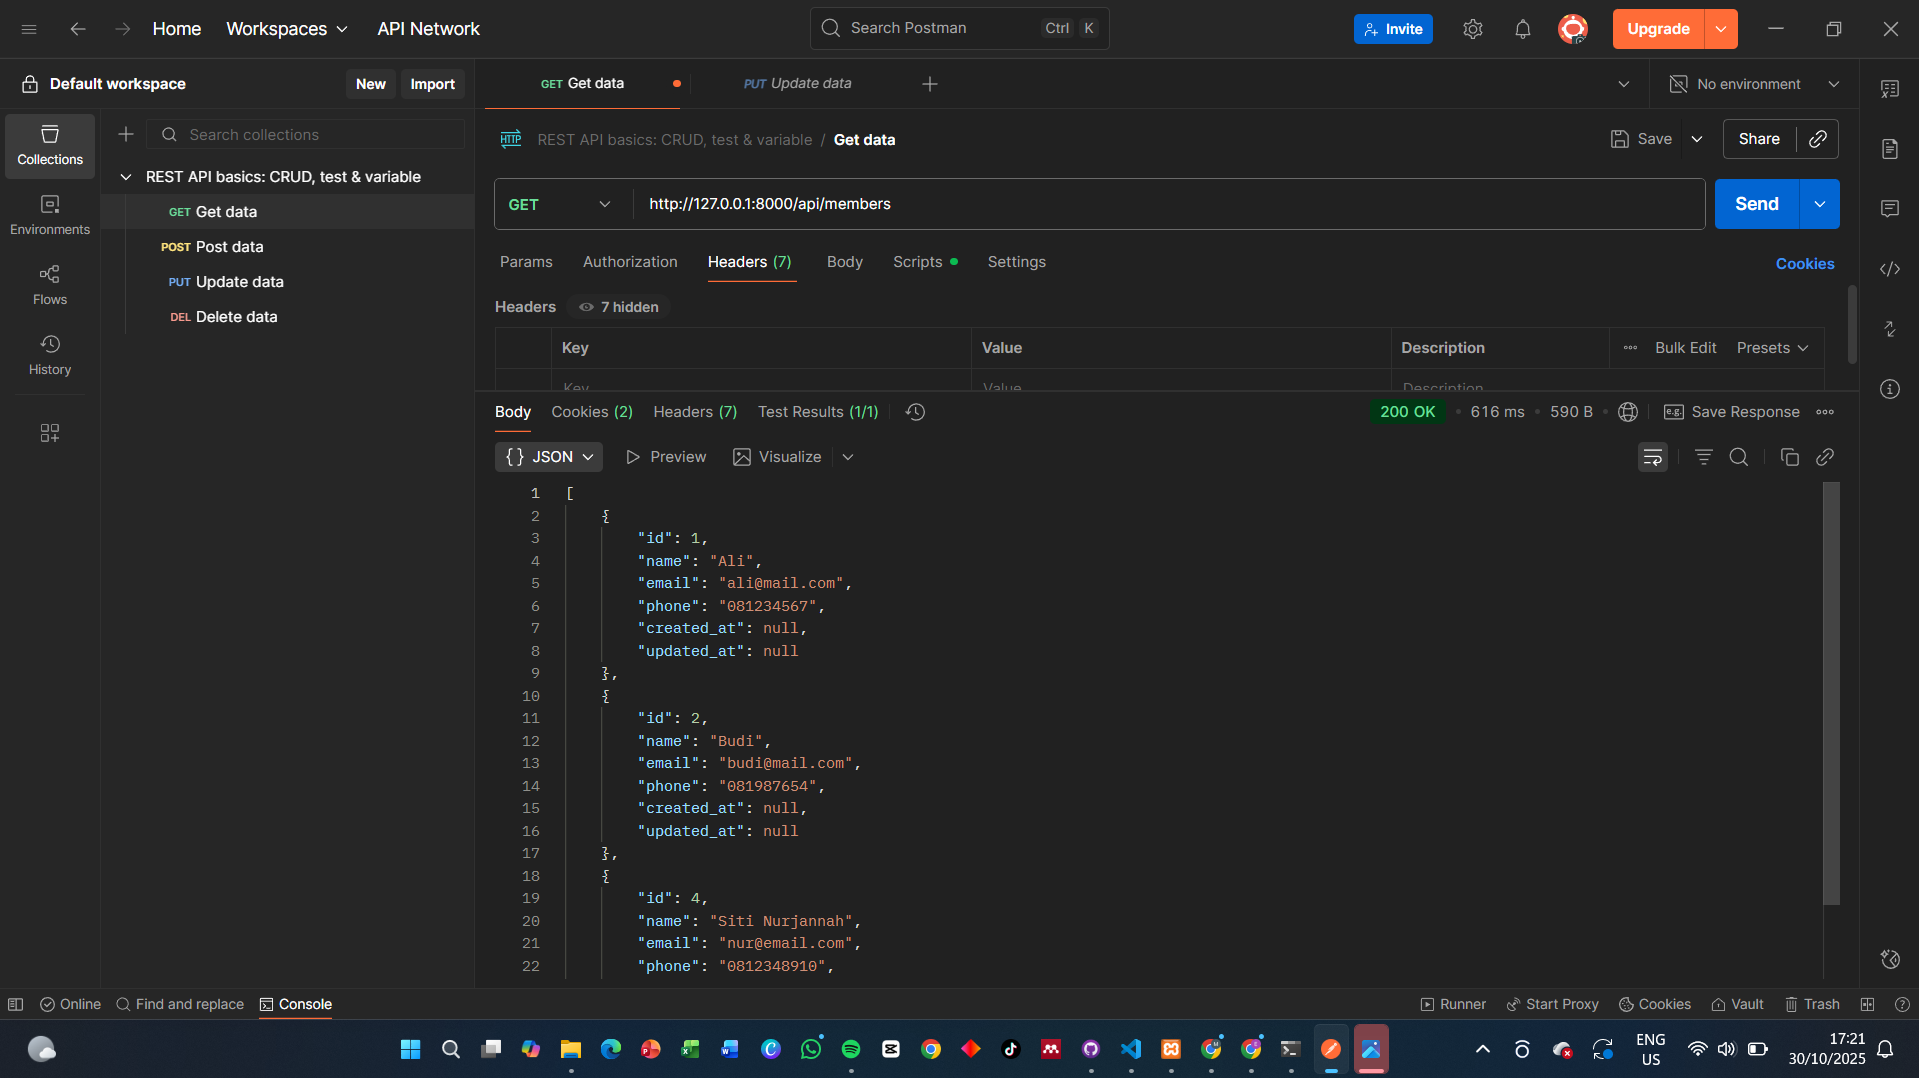 Home Workspaces API Network Search Postman Ctrl K Invite Upgrade
Default workspace New Import GET Get data PUT Update data No environment
Collections
Environments
Flows
History
Search collections
REST API basics: CRUD, test & variable
GET Get data
POST Post data
PUT Update data
DEL Delete data
HTTP REST API basics: CRUD, test & variable / Get data Save Share
GET http://127.0.0.1:8000/api/members Send
Params Authorization Headers (7) Body Scripts Settings Cookies
Headers 7 hidden
Key Value Description Bulk Edit Presets
Key Value Description
Body Cookies (2) Headers (7) Test Results (1/1) 200 OK 616 ms 590 B e.g. Save Response
{} JSON Preview Visualize
1 [
2 {
3 "id": 1,
4 "name": "Ali",
5 "email": "ali@mail.com",
6 "phone": "081234567",
7 "created_at": null,
8 "updated_at": null
9 },
10 {
11 "id": 2,
12 "name": "Budi",
13 "email": "budi@mail.com",
14 "phone": "081987654",
15 "created_at": null,
16 "updated_at": null
17 },
18 {
19 "id": 4,
20 "name": "Siti Nurjannah",
21 "email": "nur@email.com",
22 "phone": "0812348910",
Online Find and replace Console Runner Start Proxy Cookies Vault Trash
ENG
US
17:21
30/10/2025